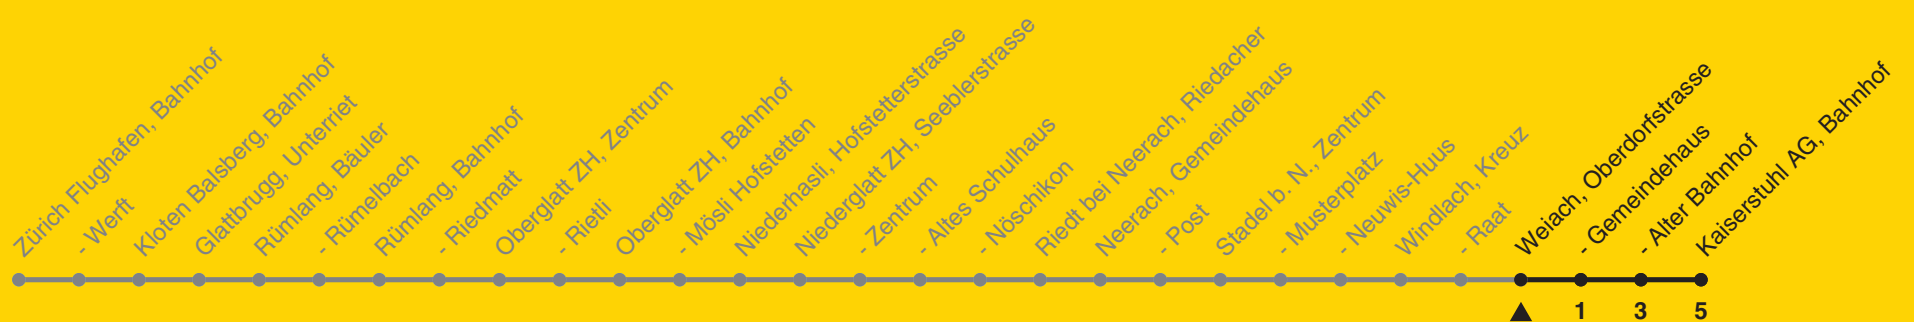 Zürich Flughafen, Bahnhof
- Werft
Kloten Balsberg, Bahnhof
Glattbrugg, Unterriet
Rümlang, Bäuler
- Rümelbach
Rümlang, Bahnhof
- Riedmatt
Oberglatt ZH, Zentrum
- Rietli
Oberglatt ZH, Bahnhof
- Mösli Hofstetten
Niederhasli, Hofstetterstrasse
Niederglatt ZH, Seeblerstrasse
- Zentrum
- Altes Schulhaus
- Nöschikon
Riedt bei Neerach, Riedacher
Neerach, Gemeindehaus
- Post
Stadel b. N., Zentrum
- Musterplatz
- Neuwis-Huus
Windlach, Kreuz
- Raat
Weiach, Oberdorfstrasse
- Gemeindehaus
- Alter Bahnhof
Kaiserstuhl AG, Bahnhof
1 3 5